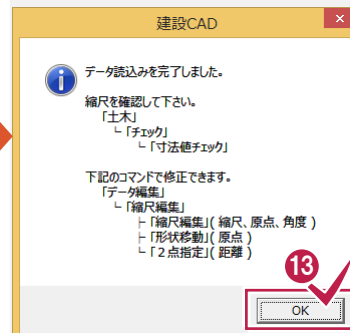 建設CAD
×
データ読込みを完了しました。
縮尺を確認して下さい。
「土木」
└「チェック」
└「寸法値チェック」
下記のコマンドで修正できます。
「データ編集」
└「縮尺編集」
├「縮尺編集」( 縮尺、原点、角度 )
├「形状移動」( 原点 )
└「２点指定」( 距離 )
⑬
OK